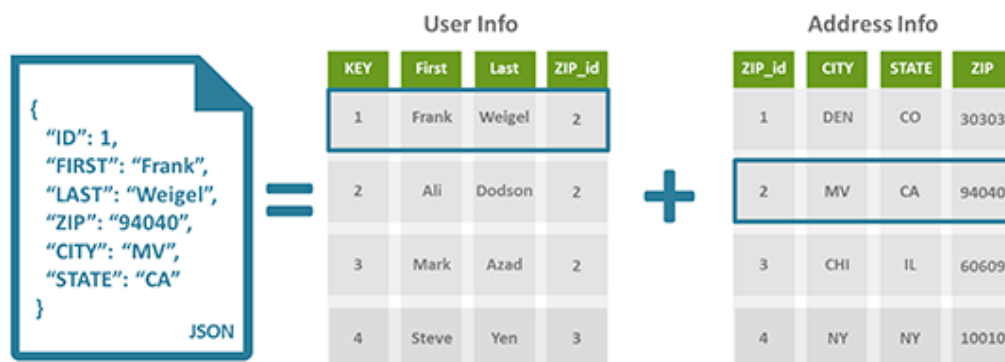 User Info
Address Info
{
“ID”: 1,
“FIRST”: “Frank”,
“LAST”: “Weigel”,
“ZIP”: “94040”,
“CITY”: “MV”,
“STATE”: “CA”
}
JSON
=
KEY First Last ZIP_id
1 Frank Weigel 2
2 Ali Dodson 2
3 Mark Azad 2
4 Steve Yen 3
+
ZIP_id CITY STATE ZIP
1 DEN CO 30303
2 MV CA 94040
3 CHI IL 60609
4 NY NY 10010